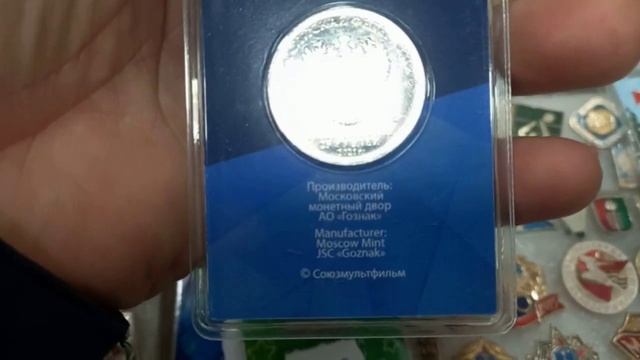 Производитель:
Московский
монетный двор
АО «Гознак»
Manufacturer:
Moscow Mint
JSC «Goznak»
© Союзмультфильм